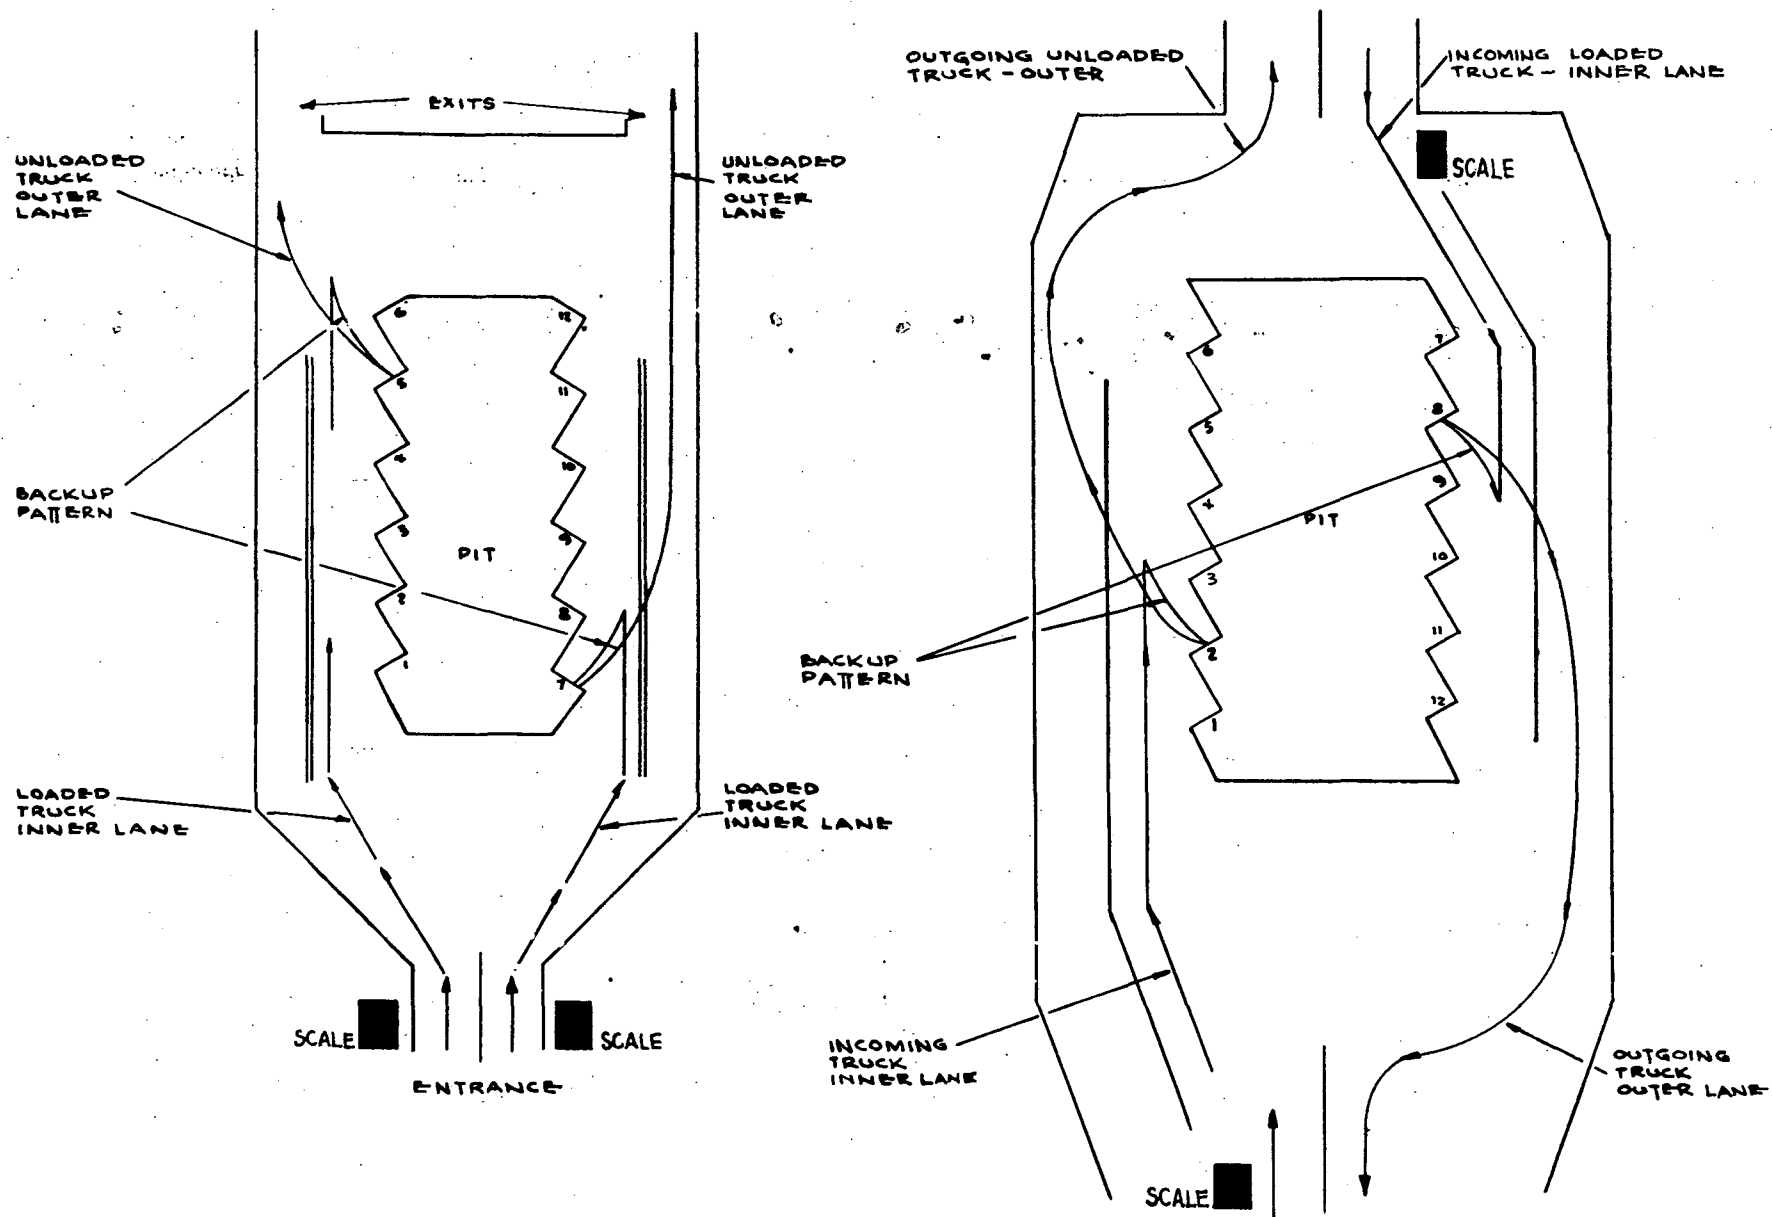 EXITS
UNLOADED
TRUCK
OUTER
LANE
UNLOADED
TRUCK
OUTER
LANE
6
12
5
11
4
10
3
9
2
8
1
7
PIT
BACKUP
PATTERN
LOADED
TRUCK
INNER LANE
LOADED
TRUCK
INNER LANE
SCALE
SCALE
ENTRANCE
OUTGOING UNLOADED
TRUCK - OUTER
INCOMING LOADED
TRUCK - INNER LANE
SCALE
6
7
5
8
4
9
PIT
3
10
2
11
1
12
BACKUP
PATTERN
INCOMING
TRUCK
INNER LANE
OUTGOING
TRUCK
OUTER LANE
SCALE